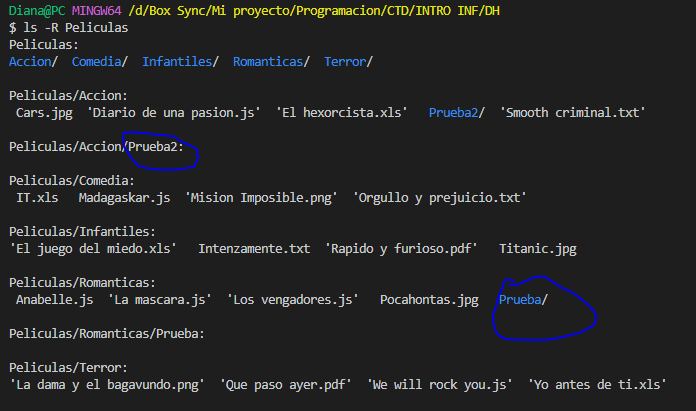 Diana@PC MINGW64 /d/Box Sync/Mi proyecto/Programacion/CTD/INTRO INF/DH
$ ls -R Peliculas
Peliculas:
Accion/  Comedia/  Infantiles/  Romanticas/  Terror/
Peliculas/Accion:
 Cars.jpg  'Diario de una pasion.js'  'El hexorcista.xls'   Prueba2/  'Smooth criminal.txt'
Peliculas/Accion/Prueba2:
Peliculas/Comedia:
 IT.xls   Madagaskar.js  'Mision Imposible.png'  'Orgullo y prejuicio.txt'
Peliculas/Infantiles:
'El juego del miedo.xls'   Intenzamente.txt  'Rapido y furioso.pdf'   Titanic.jpg
Peliculas/Romanticas:
 Anabelle.js  'La mascara.js'  'Los vengadores.js'   Pocahontas.jpg   Prueba/
Peliculas/Romanticas/Prueba:
Peliculas/Terror:
'La dama y el bagavundo.png'  'Que paso ayer.pdf'  'We will rock you.js'  'Yo antes de ti.xls'